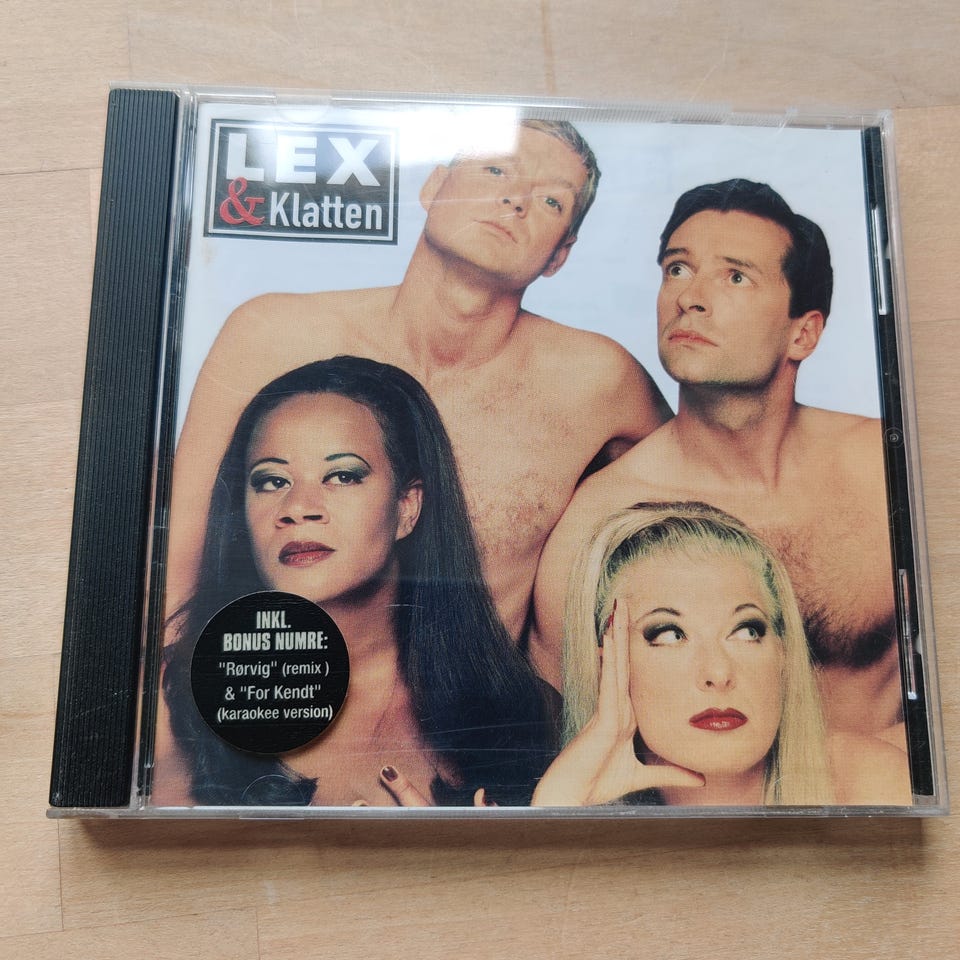 LEX
& Klatten
INKL.
BONUS NUMRE:
"Rørvig" (remix)
& "For Kendt"
(karaokee version)